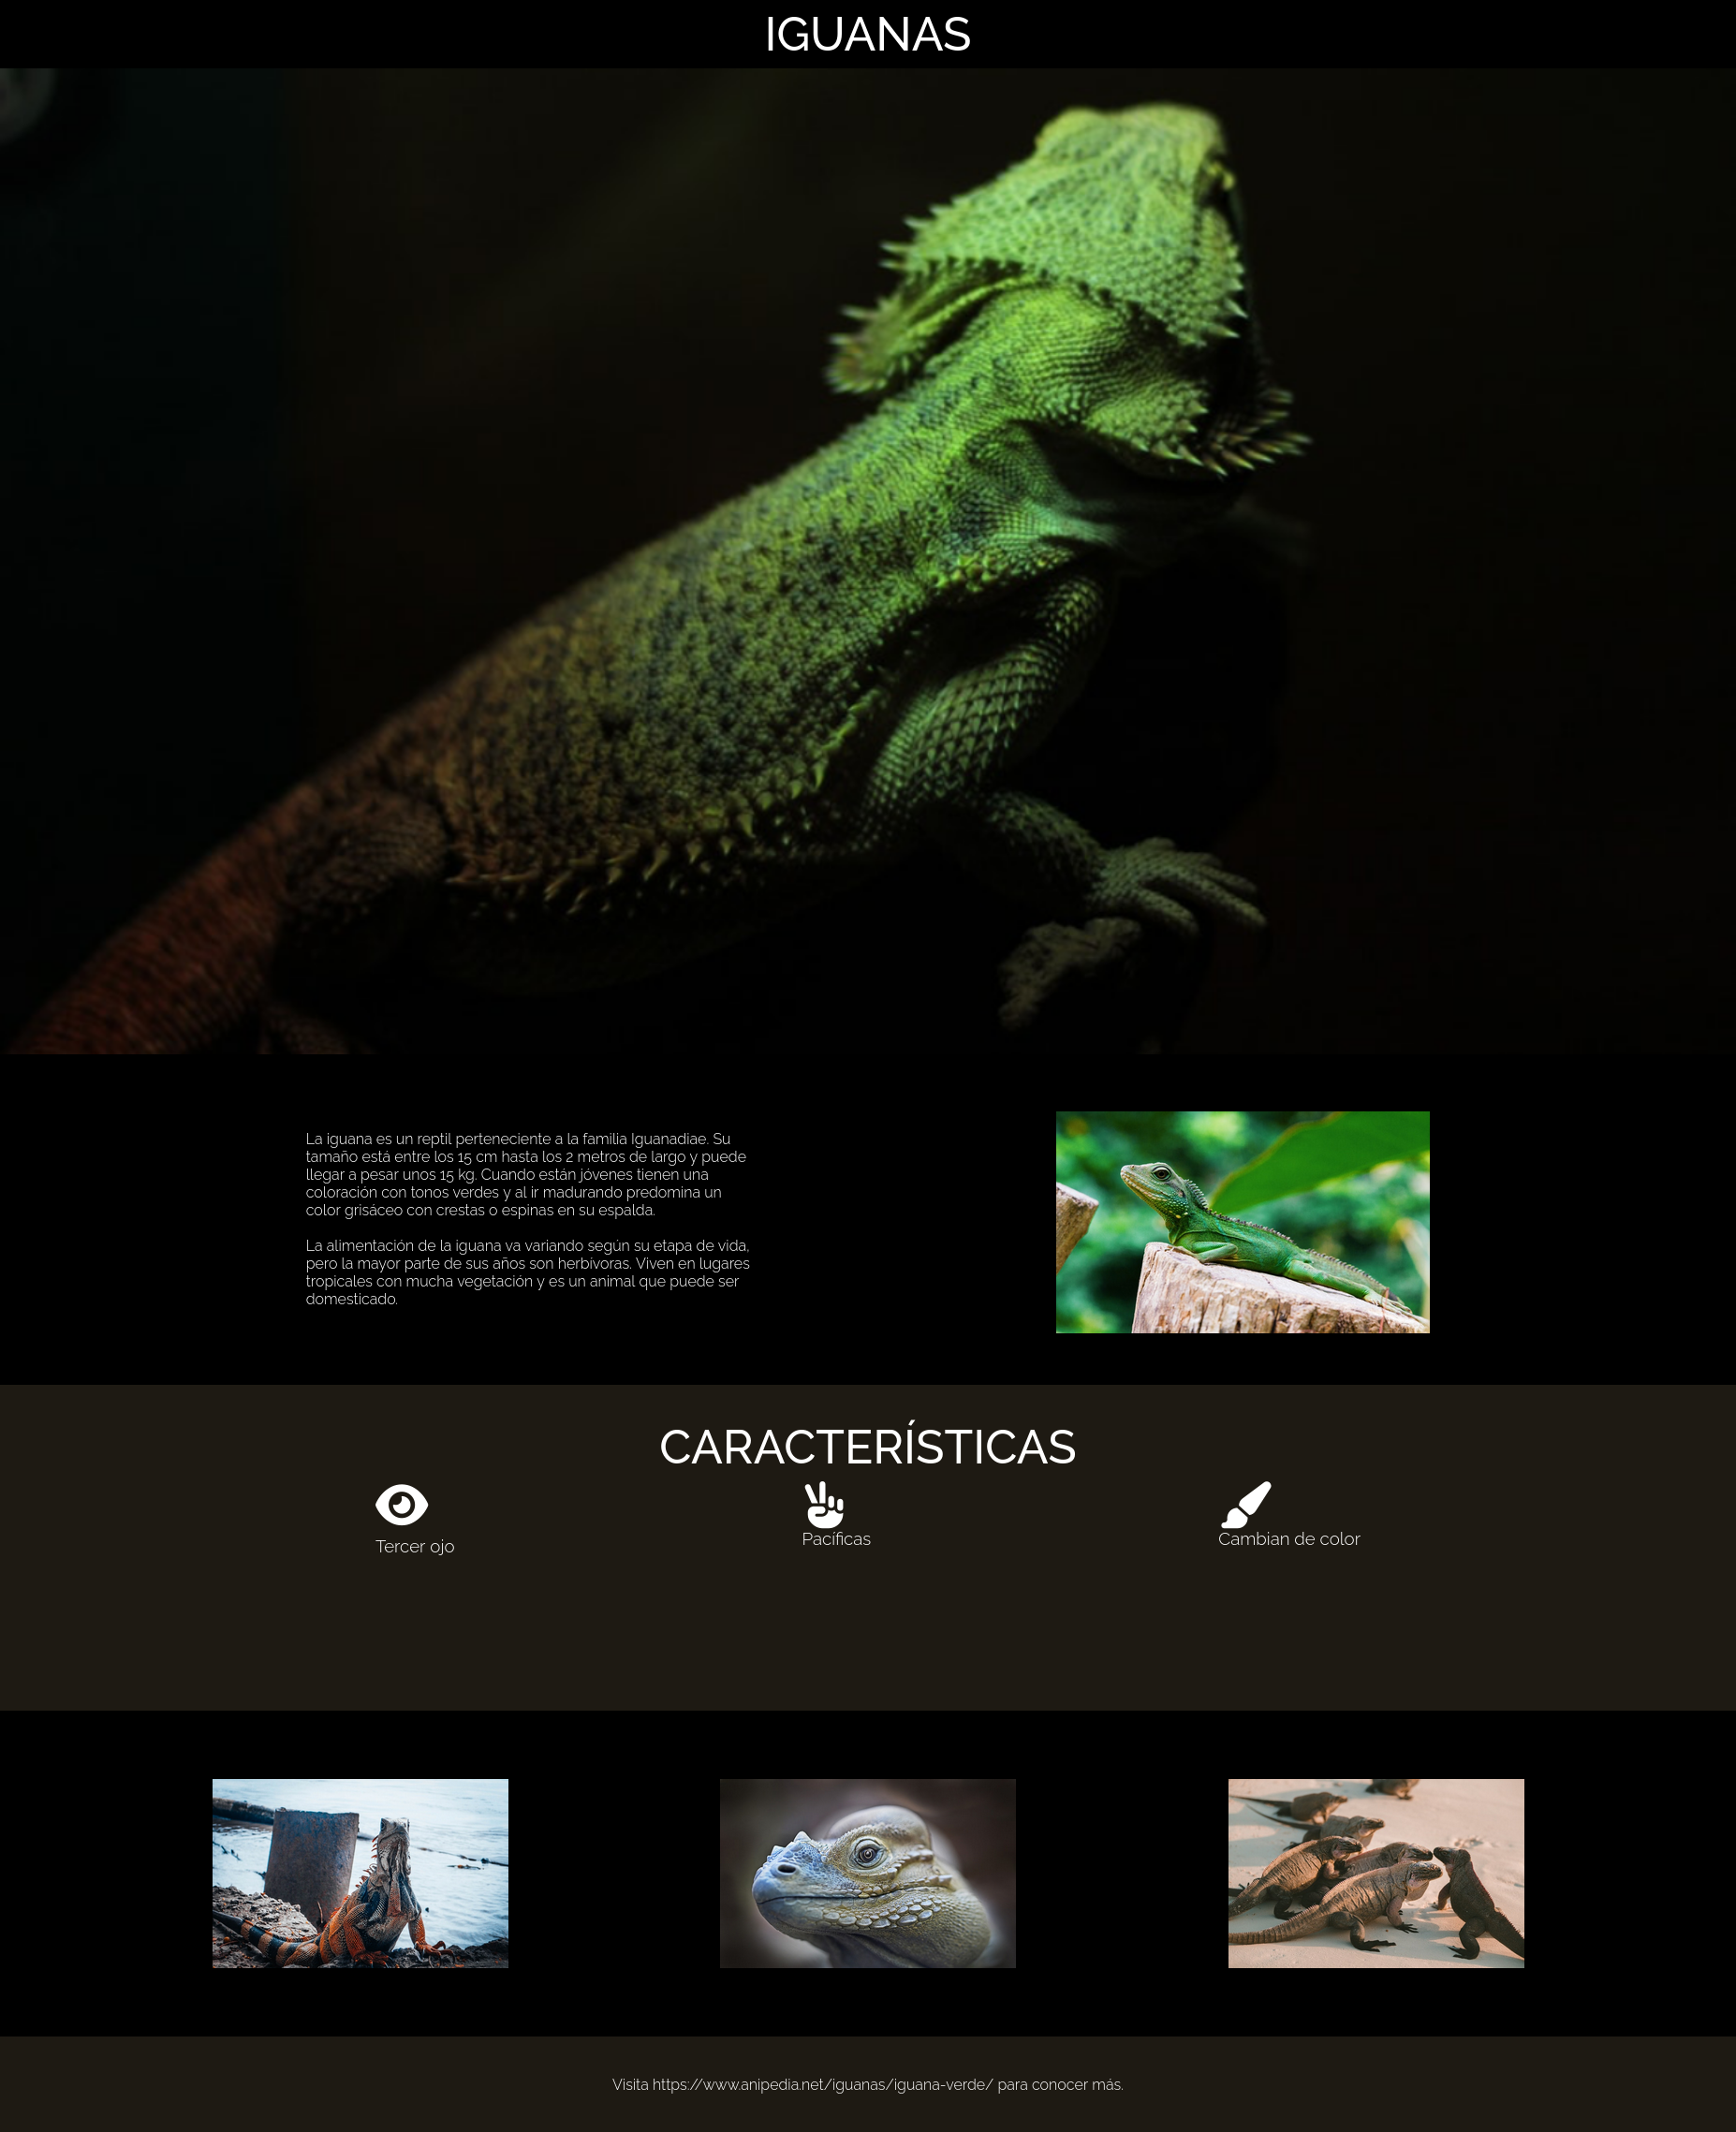 IGUANAS
La iguana es un reptil perteneciente a la familia Iguanadiae. Su
tamaño está entre los 15 cm hasta los 2 metros de largo y puede
llegar a pesar unos 15 kg. Cuando están jóvenes tienen una
coloración con tonos verdes y al ir madurando predomina un
color grisáceo con crestas o espinas en su espalda.
La alimentación de la iguana va variando según su etapa de vida,
pero la mayor parte de sus años son herbívoras. Viven en lugares
tropicales con mucha vegetación y es un animal que puede ser
domesticado.
CARACTERÍSTICAS
Tercer ojo
Pacíficas
Cambian de color
Visita https://www.anipedia.net/iguanas/iguana-verde/ para conocer más.